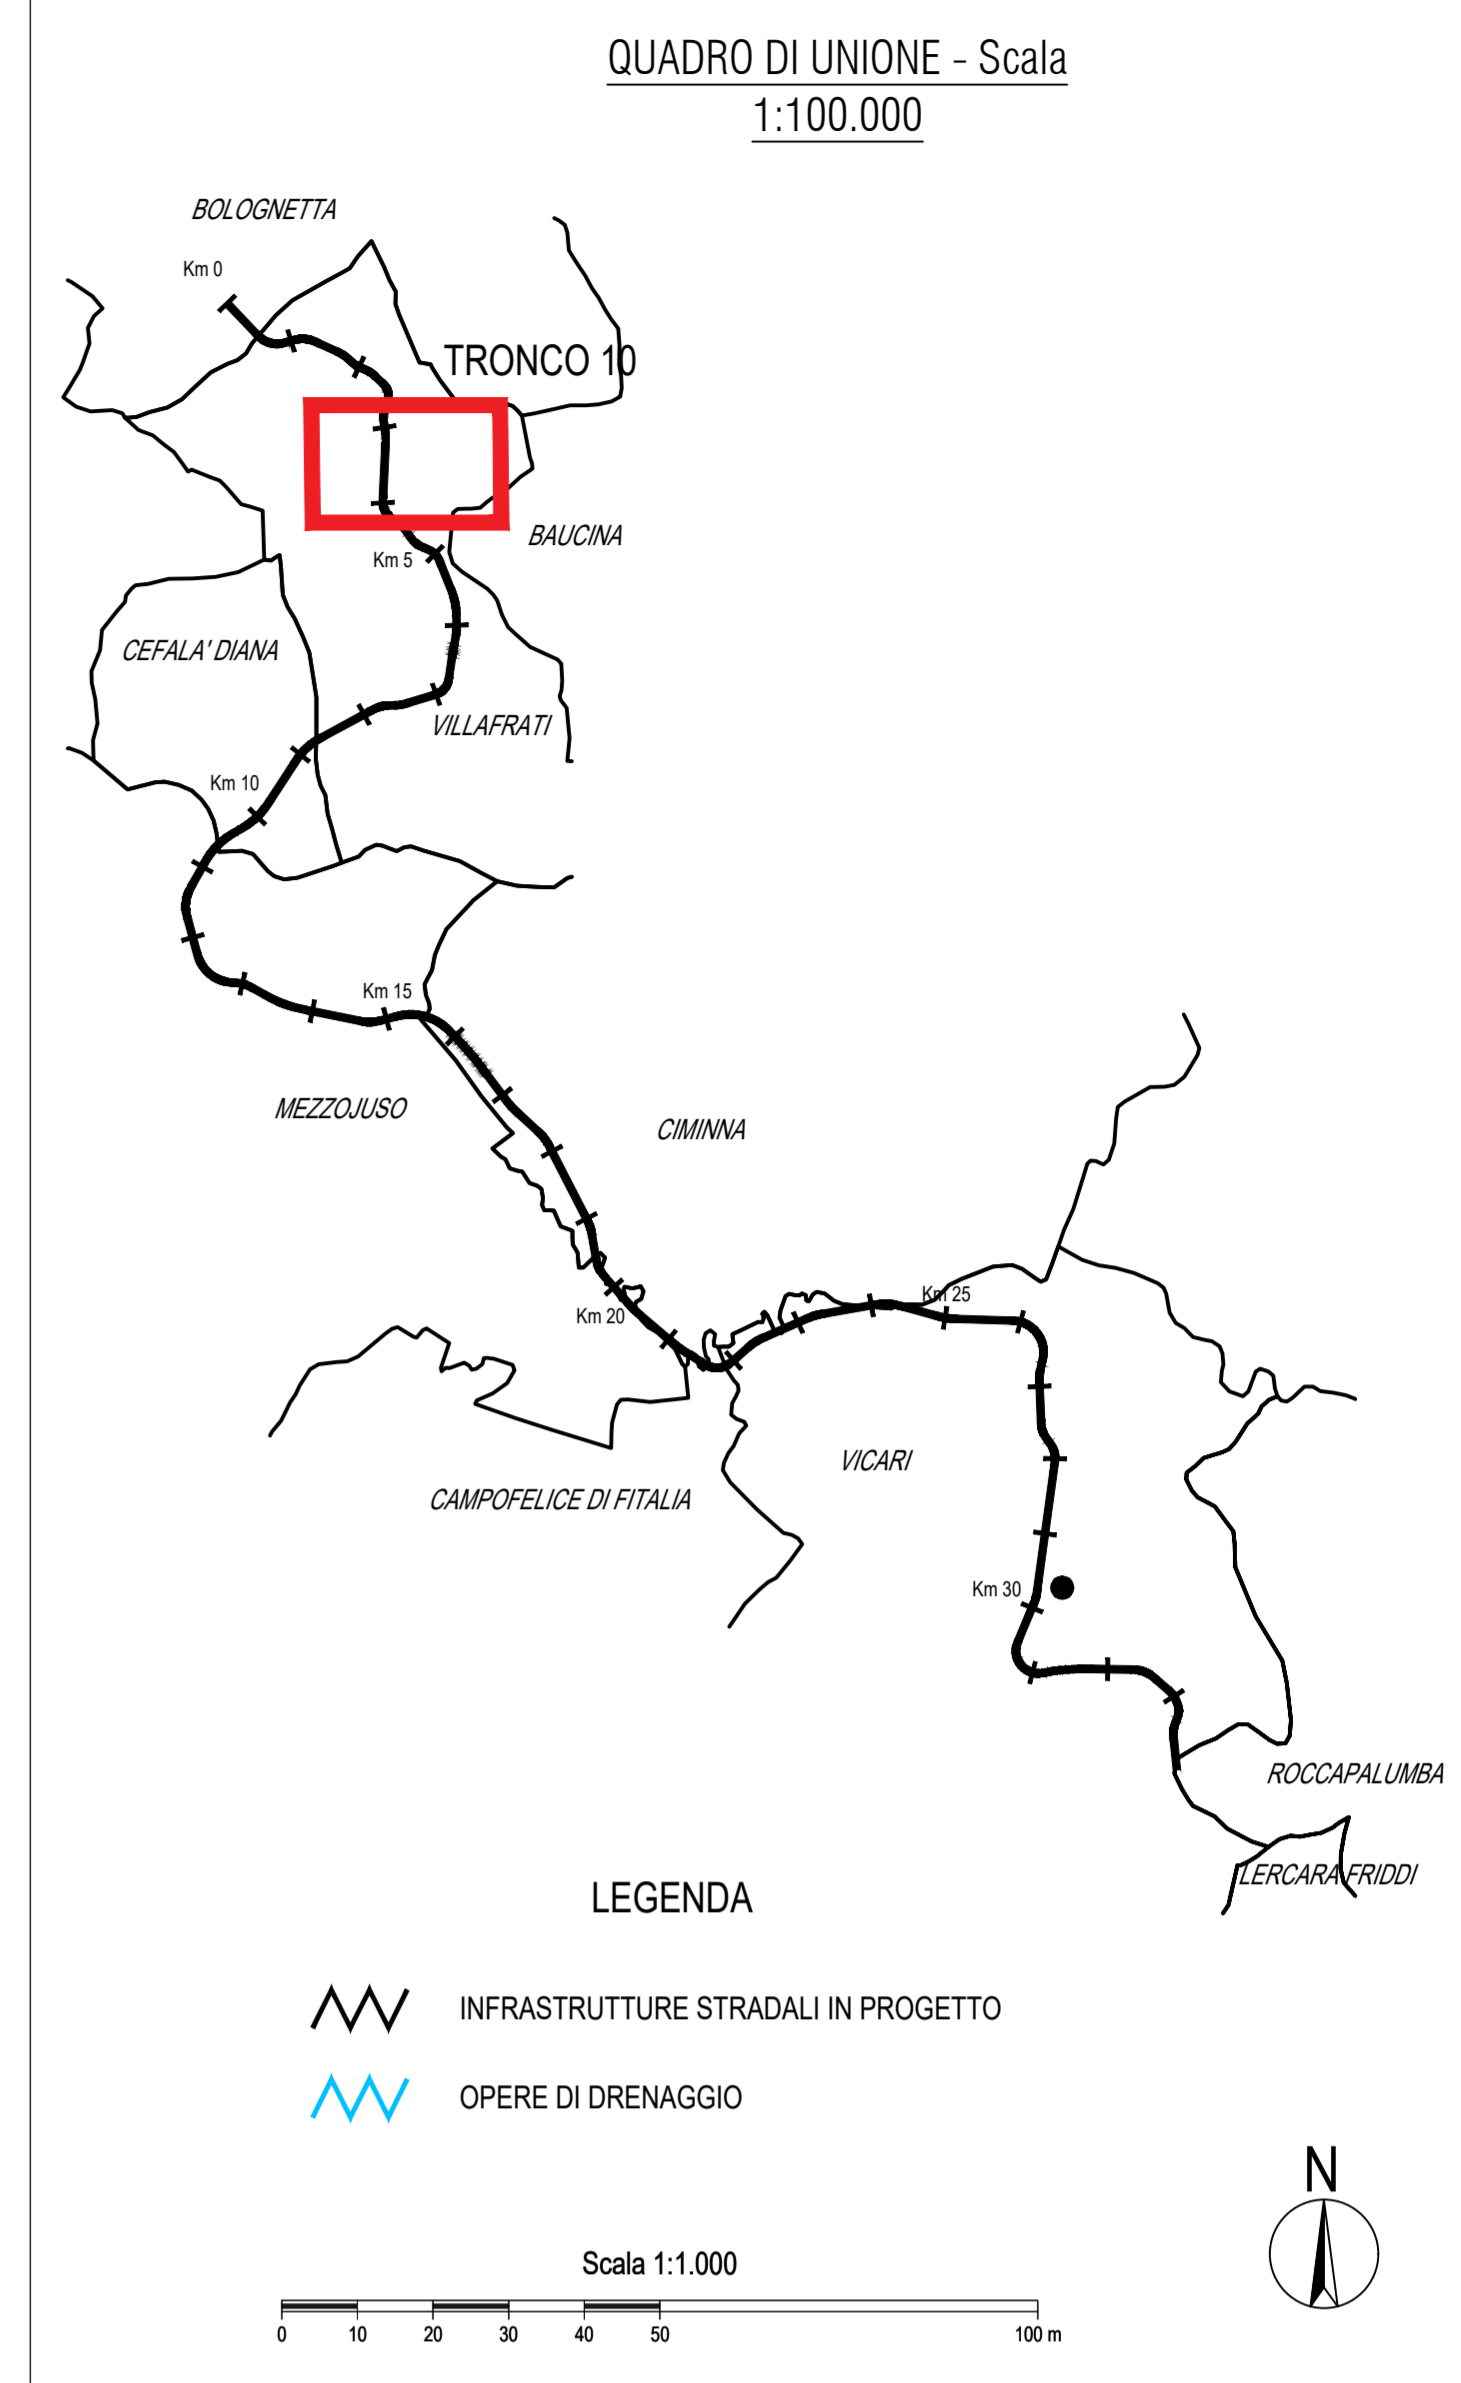 QUADRO DI UNIONE - Scala
1:100.000
BOLOGNETTA
Km 0
TRONCO 10
BAUCINA
Km 5
CEFALA' DIANA
VILLAFRATI
Km 10
Km 15
MEZZOJUSO
CIMINNA
Km 25
Km 20
VICARI
CAMPOFELICE DI FITALIA
Km 30
ROCCAPALUMBA
LERCARA FRIDDI
LEGENDA
INFRASTRUTTURE STRADALI IN PROGETTO
OPERE DI DRENAGGIO
N
Scala 1:1.000
0 10 20 30 40 50 100 m